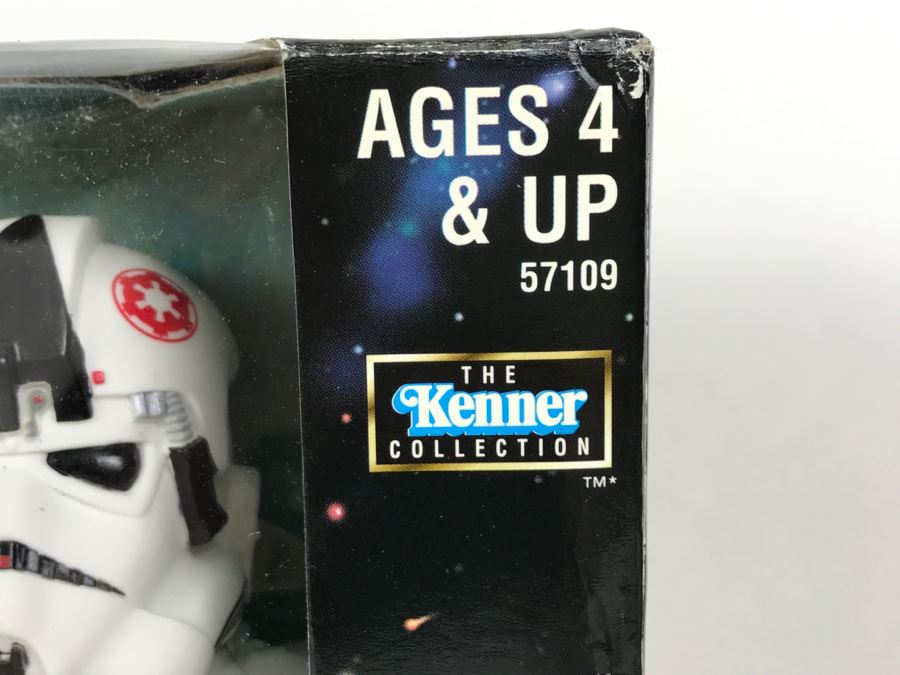 AGES 4
& UP
57109
THE
Kenner
COLLECTION
TM*